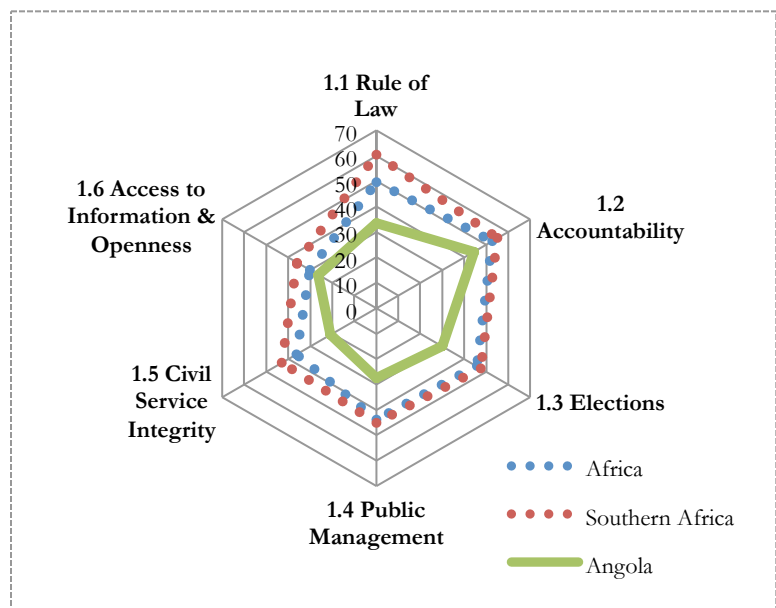 1.1 Rule of
Law
70
60
50
40
30
20
10
0
1.2
Accountability
1.3 Elections
1.4 Public
Management
1.5 Civil
Service
Integrity
1.6 Access to
Information &
Openness
Africa
Southern Africa
Angola